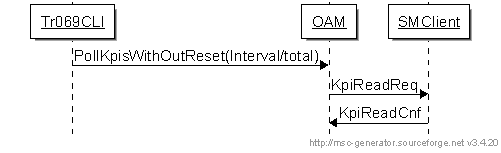 Tr069CLI OAM SMClient
PollKpisWithOutReset(Interval/total)
KpiReadReq
KpiReadCnf
http://msc-generator.sourceforge.net v3.4.20